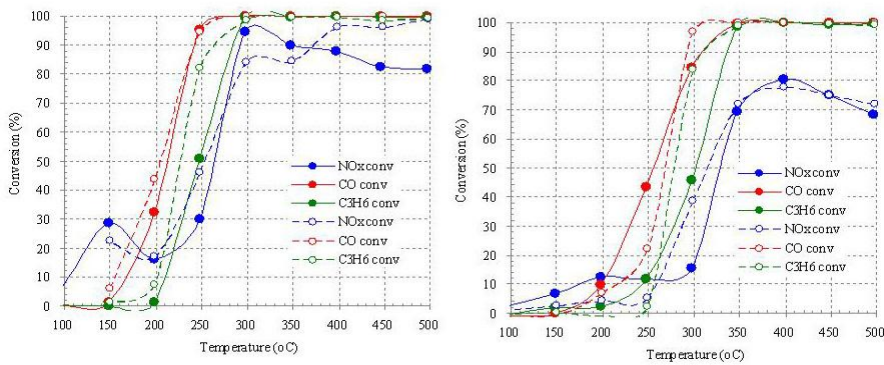 Conversion (%)
100
90
80
70
60
50
40
30
20
10
0
NOxconv
CO conv
C3H6 conv
NOxconv
CO conv
C3H6 conv
100 150 200 250 300 350 400 450 500
Temperature (oC)
Conversion (%)
100
90
80
70
60
50
40
30
20
10
0
NOxconv
CO conv
C3H6 conv
NOxconv
CO conv
C3H6 conv
100 150 200 250 300 350 400 450 500
Temperature (oC)